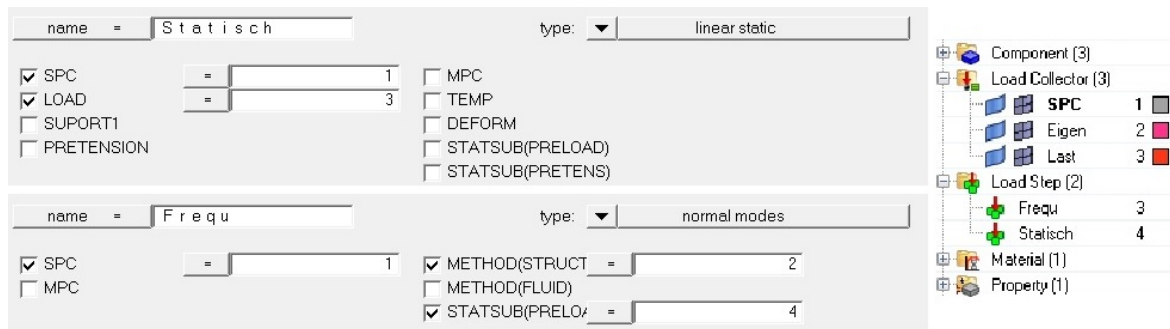 name = Statisch type: linear static
SPC = 1 MPC
LOAD = 3 TEMP
SUPORT1 DEFORM
PRETENSION STATSUB(PRELOAD)
STATSUB(PRETENS)
name = Frequ type: normal modes
SPC = 1 METHOD(STRUCT = 2
MPC METHOD(FLUID)
STATSUB(PRELOA = 4
Component (3)
Load Collector (3)
SPC 1
Eigen 2
Last 3
Load Step (2)
Frequ 3
Statisch 4
Material (1)
Property (1)